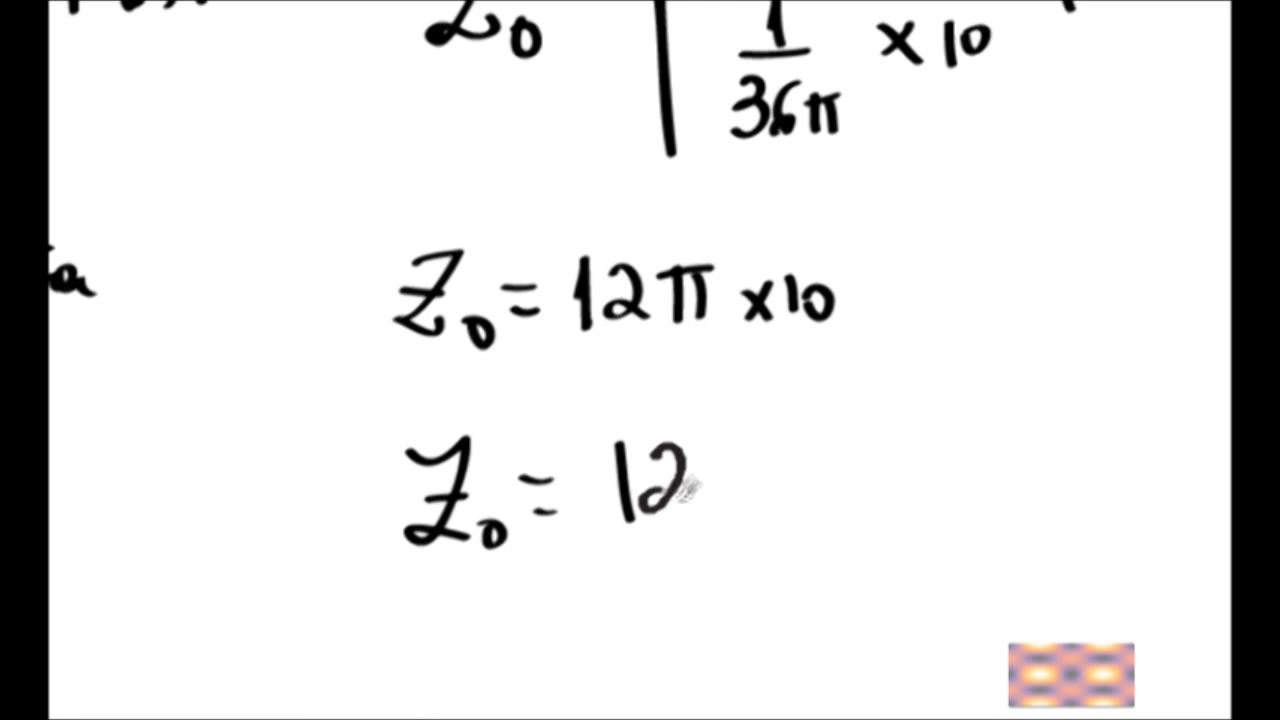 Z₀ 1/36π ×10
Z₀ = 12π ×10
Z₀ = 12